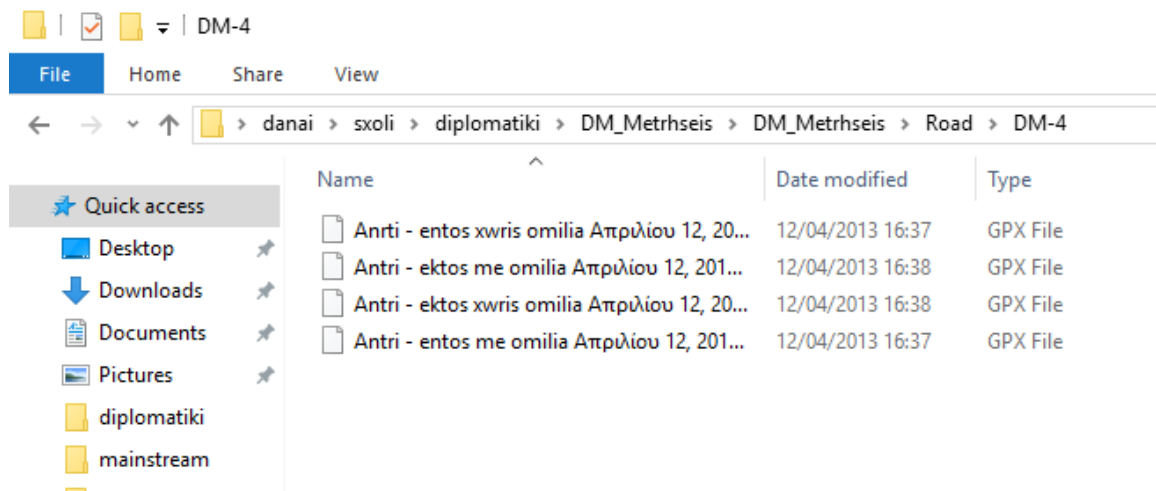 DM-4
File Home Share View
danai > sxoli > diplomatiki > DM_Metrhseis > DM_Metrhseis > Road > DM-4
Name Date modified Type
Quick access
Desktop
Downloads
Documents
Pictures
diplomatiki
mainstream
Anrti - entos xwris omilia Απριλίου 12, 20... 12/04/2013 16:37 GPX File
Antri - ektos me omilia Απριλίου 12, 201... 12/04/2013 16:38 GPX File
Antri - ektos xwris omilia Απριλίου 12, 20... 12/04/2013 16:38 GPX File
Antri - entos me omilia Απριλίου 12, 201... 12/04/2013 16:37 GPX File